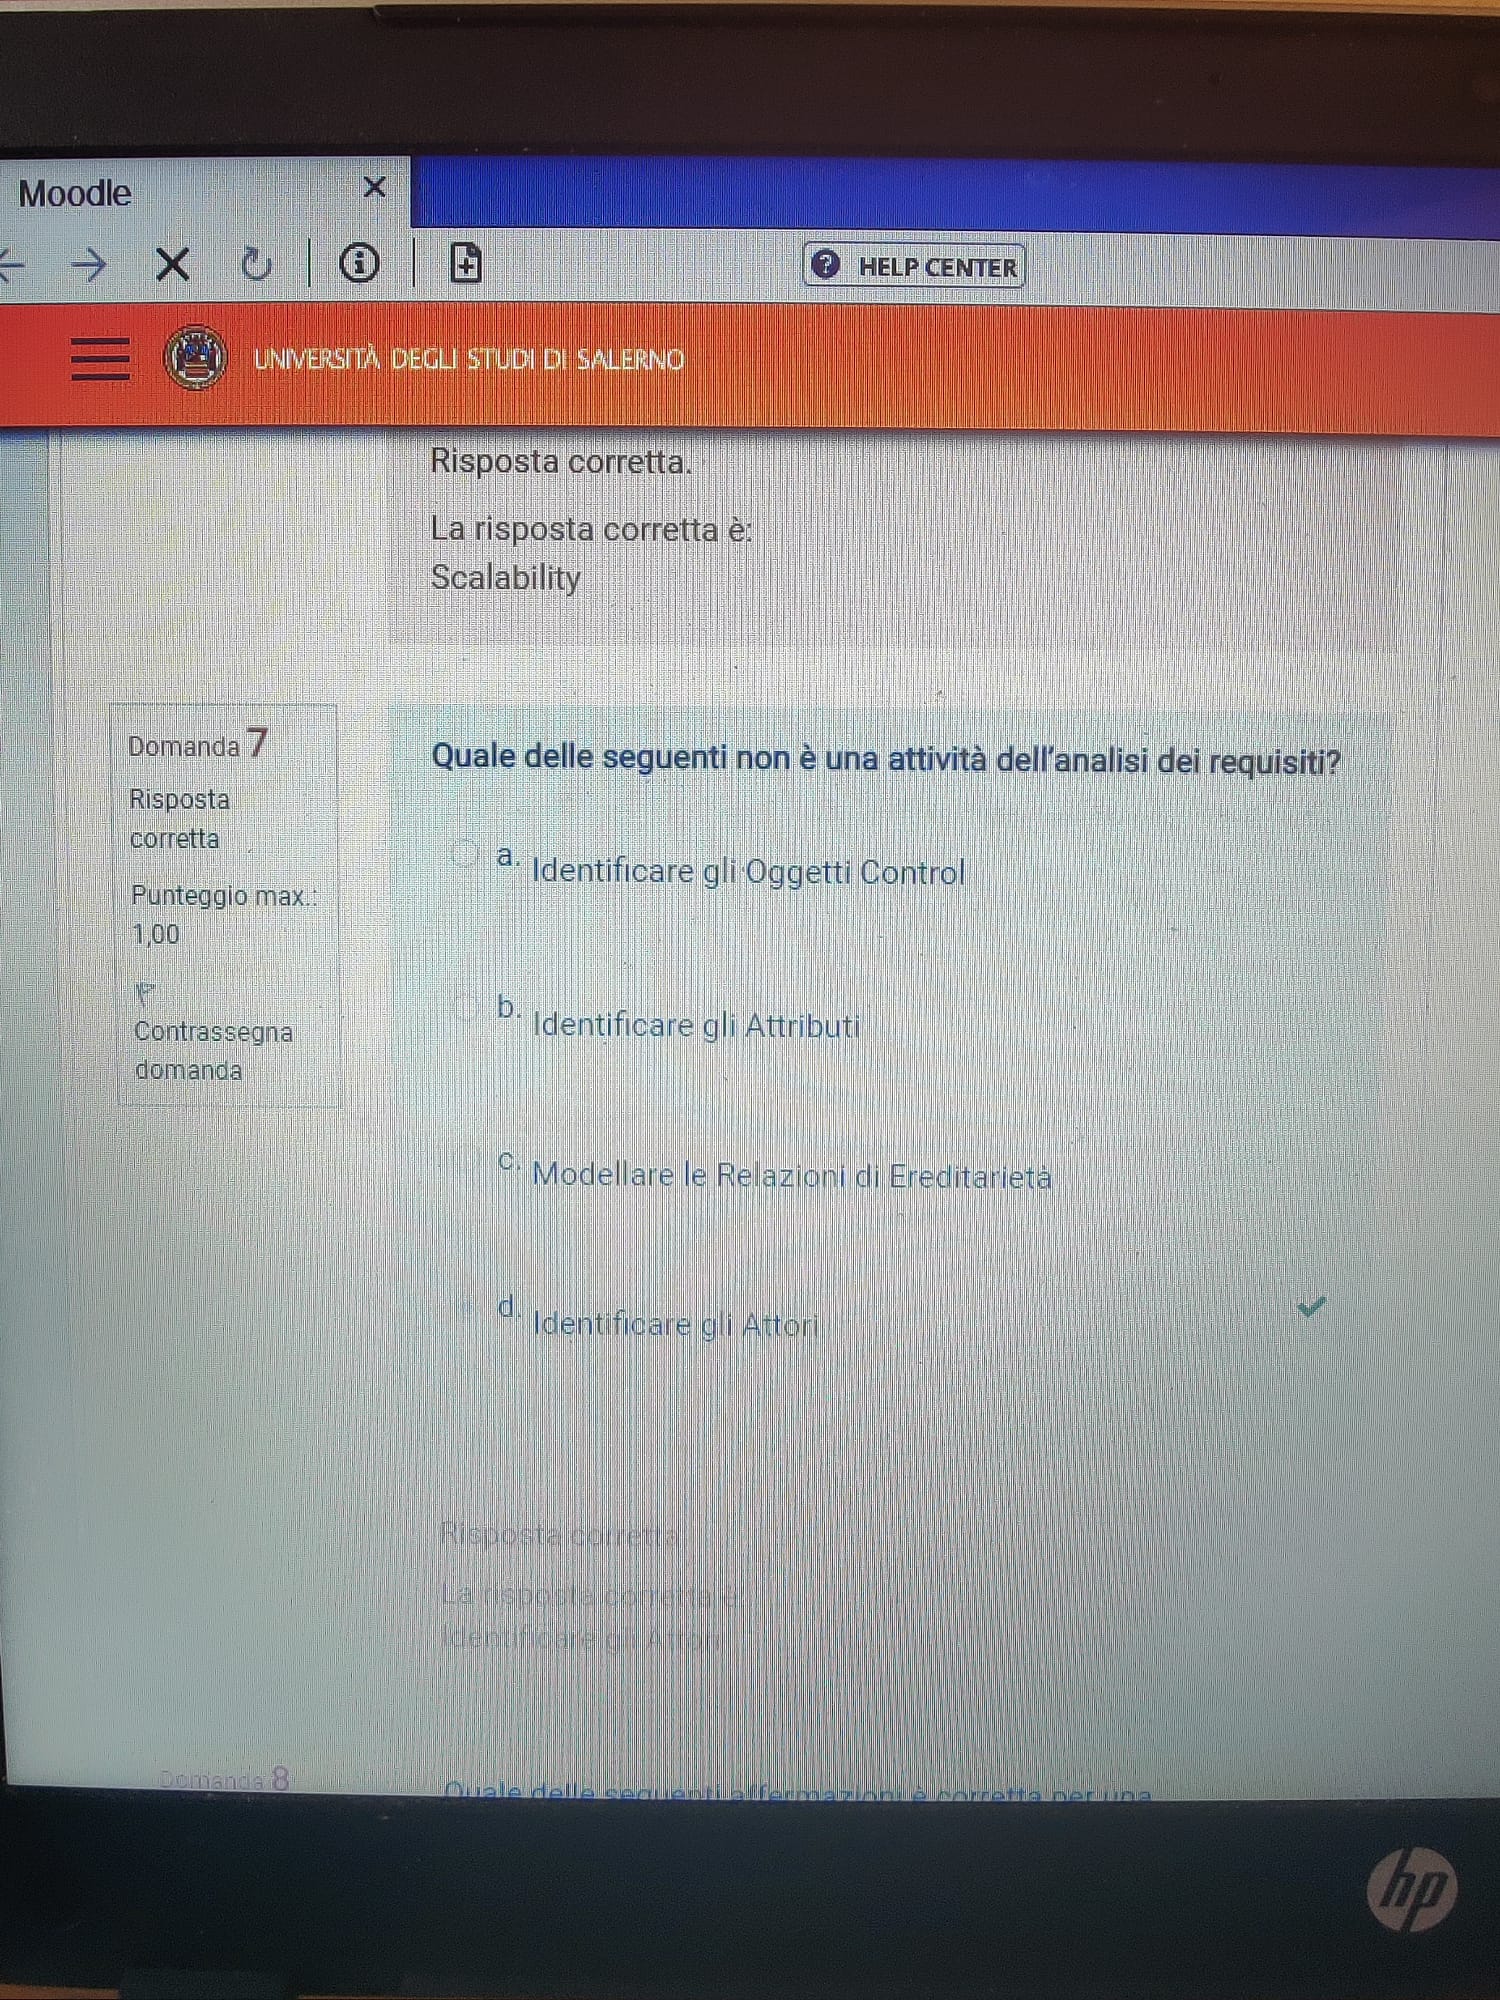 Moodle
HELP CENTER
UNIVERSITÀ DEGLI STUDI DI SALERNO
Risposta corretta.
La risposta corretta è:
Scalability
Domanda 7
Risposta
corretta
Punteggio max.:
1,00
Contrassegna
domanda
Quale delle seguenti non è una attività dell'analisi dei requisiti?
a. Identificare gli Oggetti Control
b. Identificare gli Attributi
c. Modellare le Relazioni di Ereditarietà
d. Identificare gli Attori
Risposta corretta.
La risposta corretta è:
Identificare gli Attori
Domanda 8
Quale delle seguenti affermazioni è corretta per una
hp